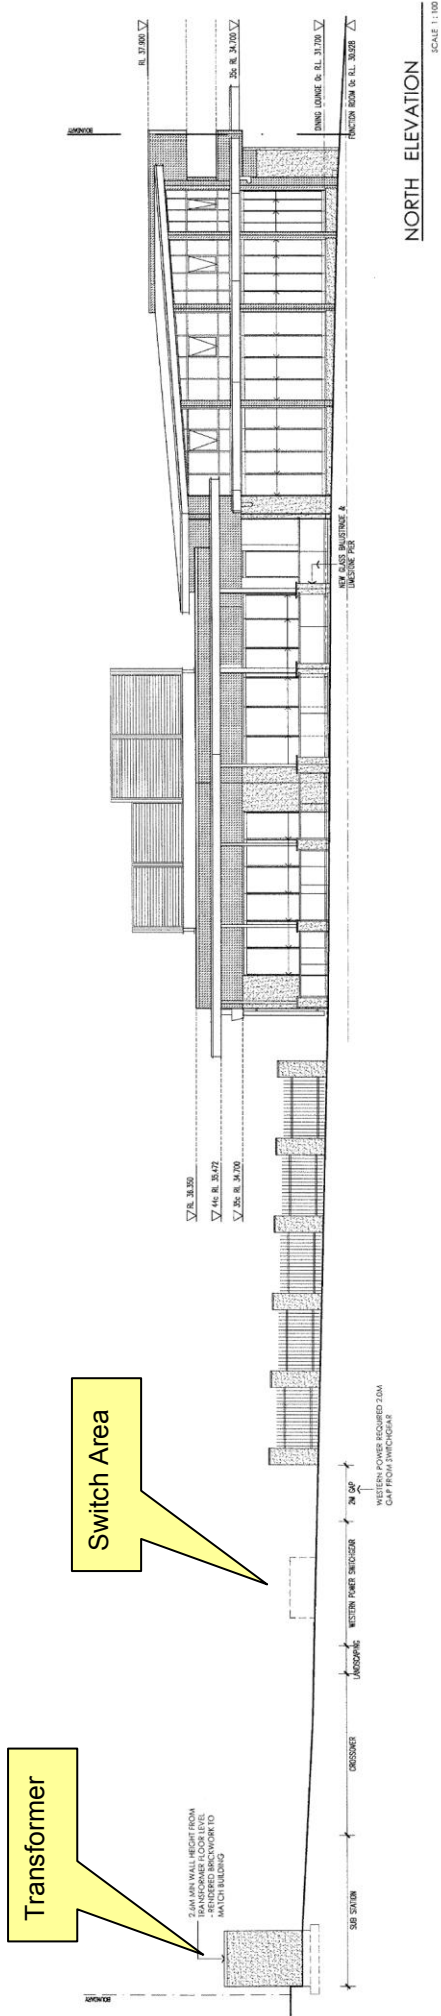 Transformer
Switch Area
BOUNDARY
2.6M MIN WALL HEIGHT FROM
TRANSFORMER FLOOR LEVEL
- RENDERED BRICKWORK TO
MATCH BUILDING
SUB STATION
CROSSOVER
LANDSCAPING
WESTERN POWER SWITCHGEAR
2M GAP
WESTERN POWER REQUIRED 2.0M
GAP FROM SWITCHGEAR
RL 36.350
44c RL 35.472
35c RL 34.700
NEW GLASS BALUSTRADE &
LIMESTONE PIER
BOUNDARY
RL 37.900
35c RL 34.700
DINING LOUNGE 0c R.L. 31.700
FUNCTION ROOM 0c R.L. 30.928
NORTH ELEVATION
SCALE 1:100